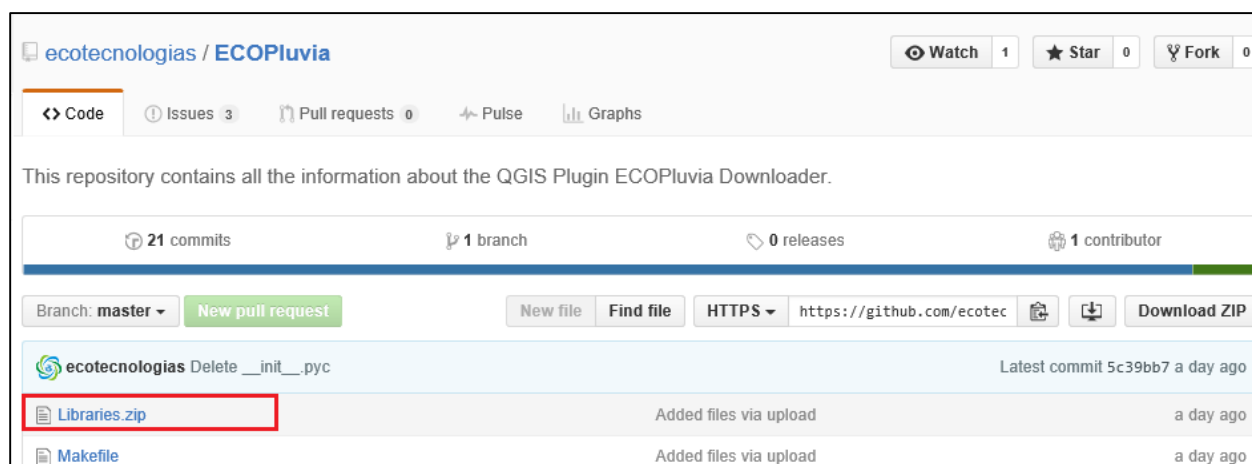 ecotecnologias / ECOPluvia Watch 1 Star 0 Fork 0
Code Issues 3 Pull requests 0 Pulse Graphs
This repository contains all the information about the QGIS Plugin ECOPluvia Downloader.
21 commits 1 branch 0 releases 1 contributor
Branch: master New pull request New file Find file HTTPS https://github.com/ecotec Download ZIP
ecotecnologias Delete __init__.pyc Latest commit 5c39bb7 a day ago
Libraries.zip Added files via upload a day ago
Makefile Added files via upload a day ago